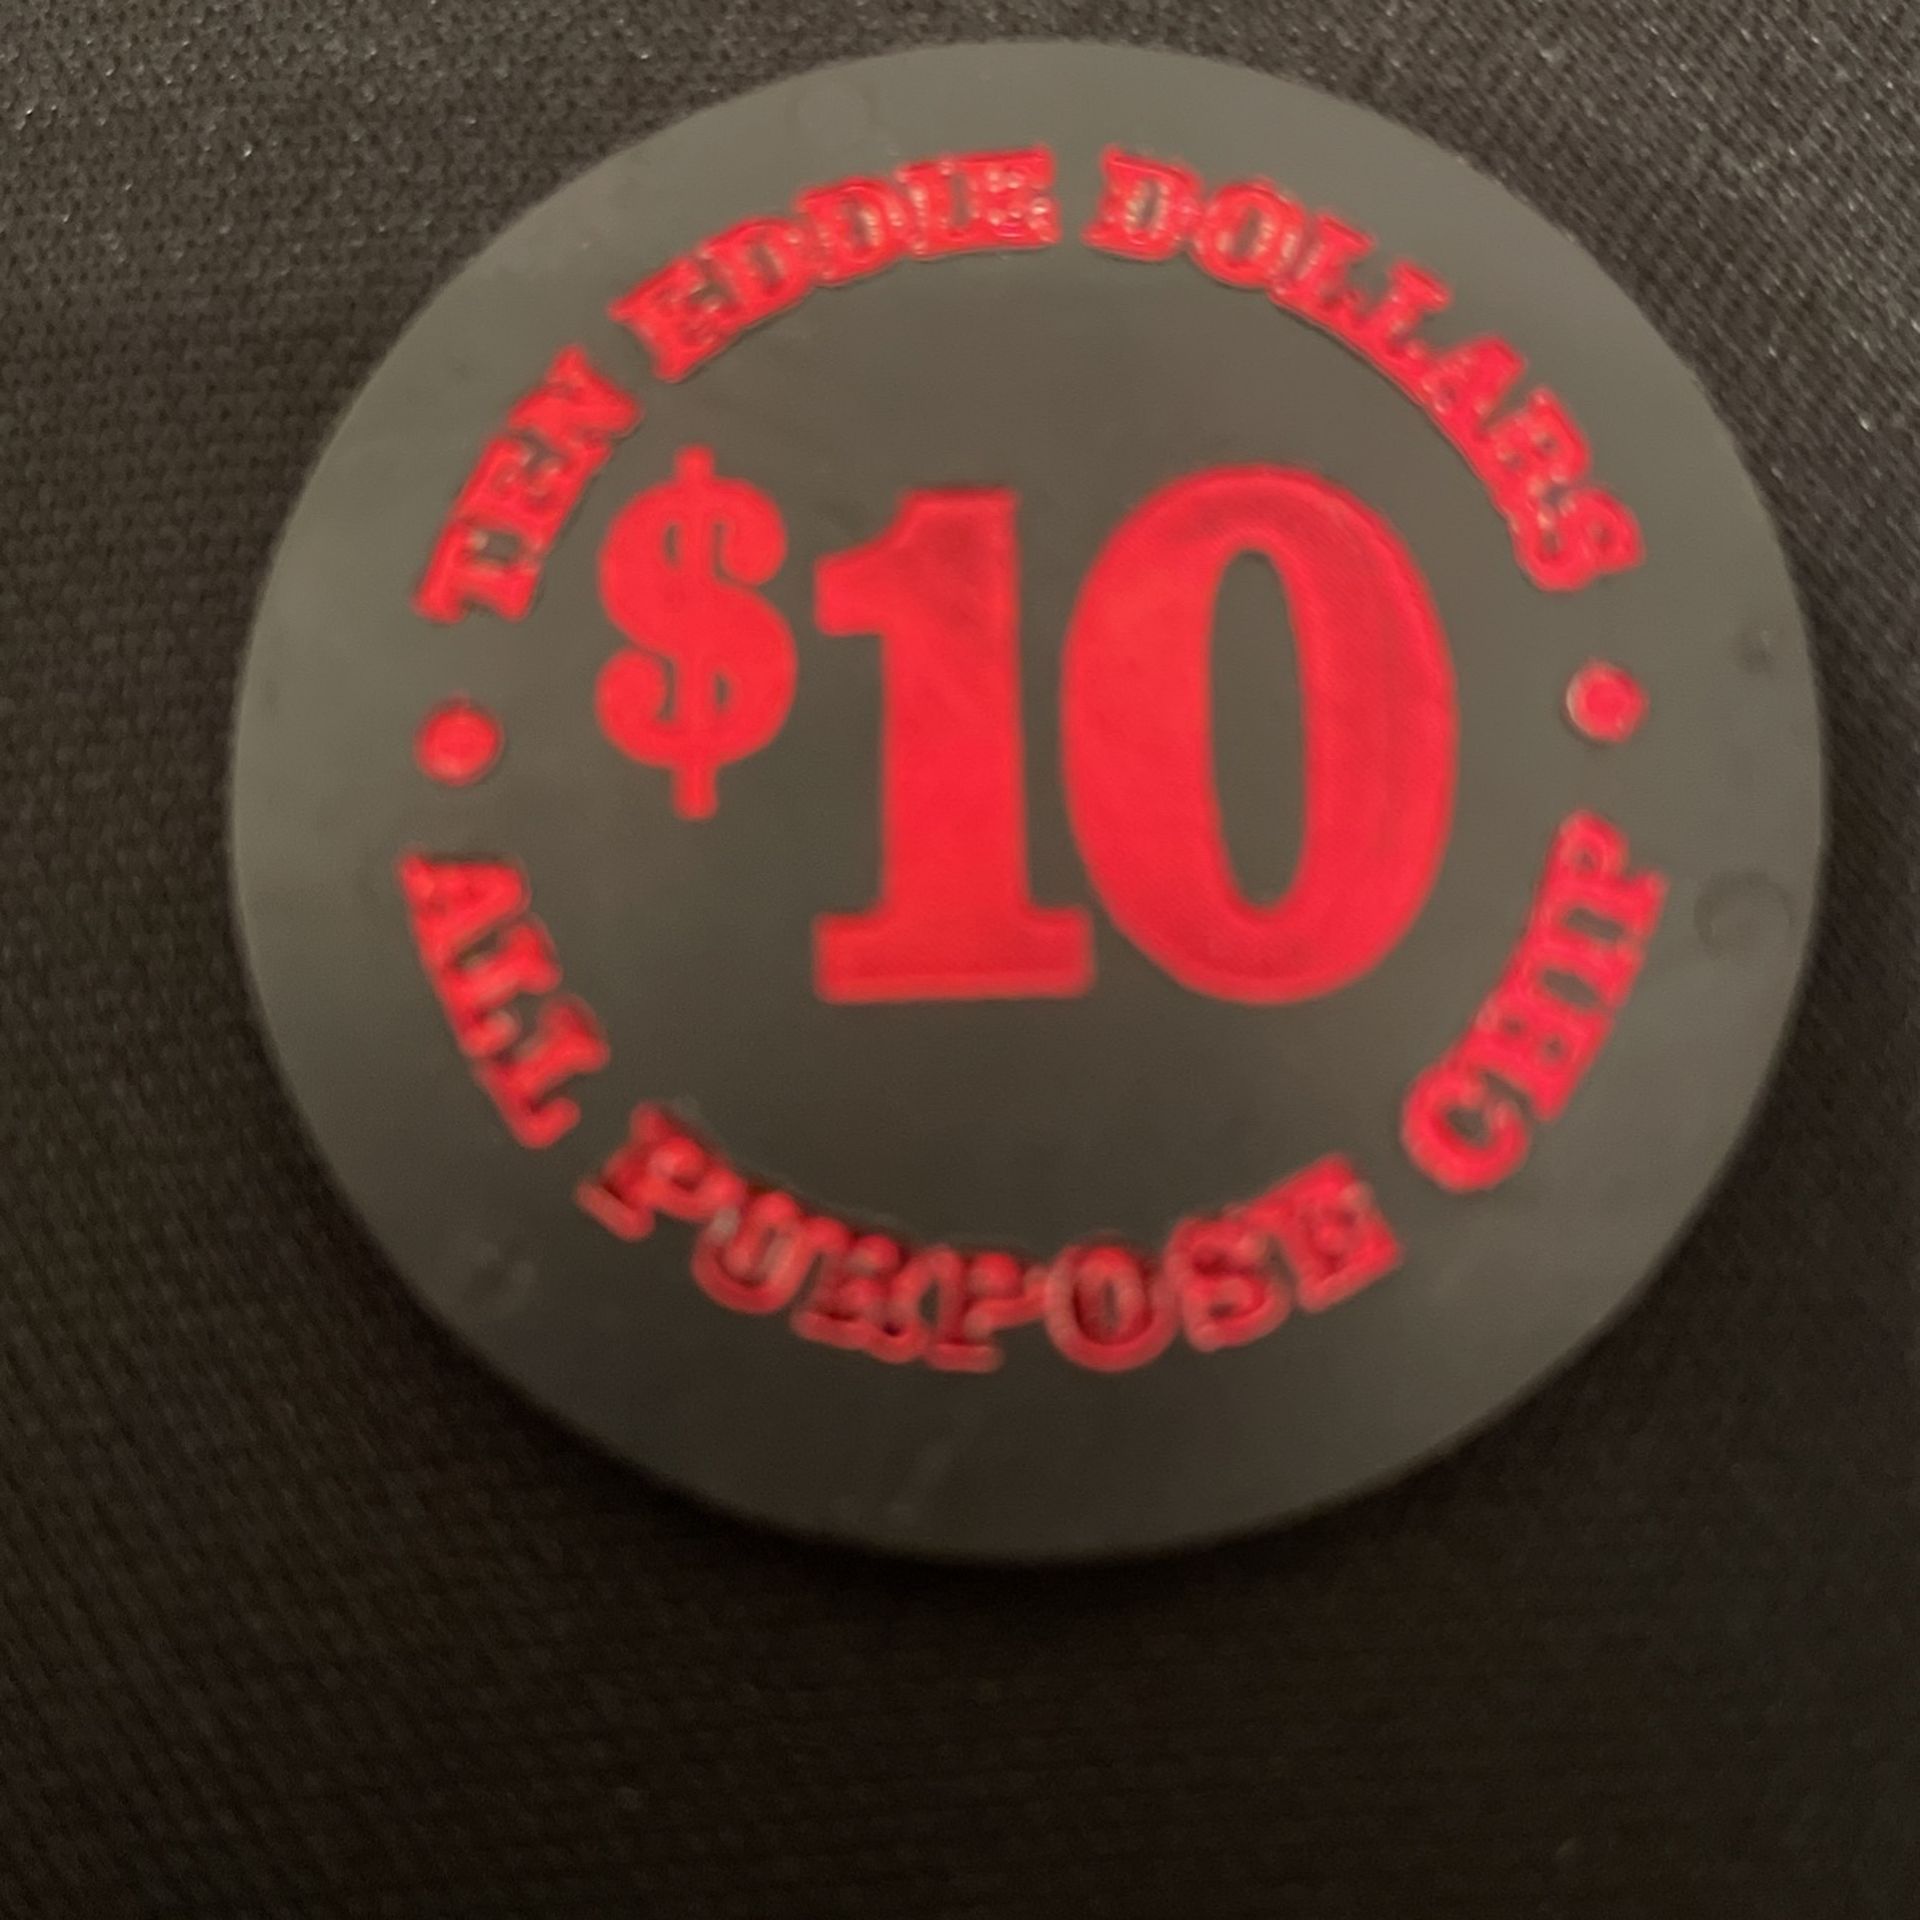 TEN EDDIE DOLLARS
$10
ALL PURPOSE CHIP